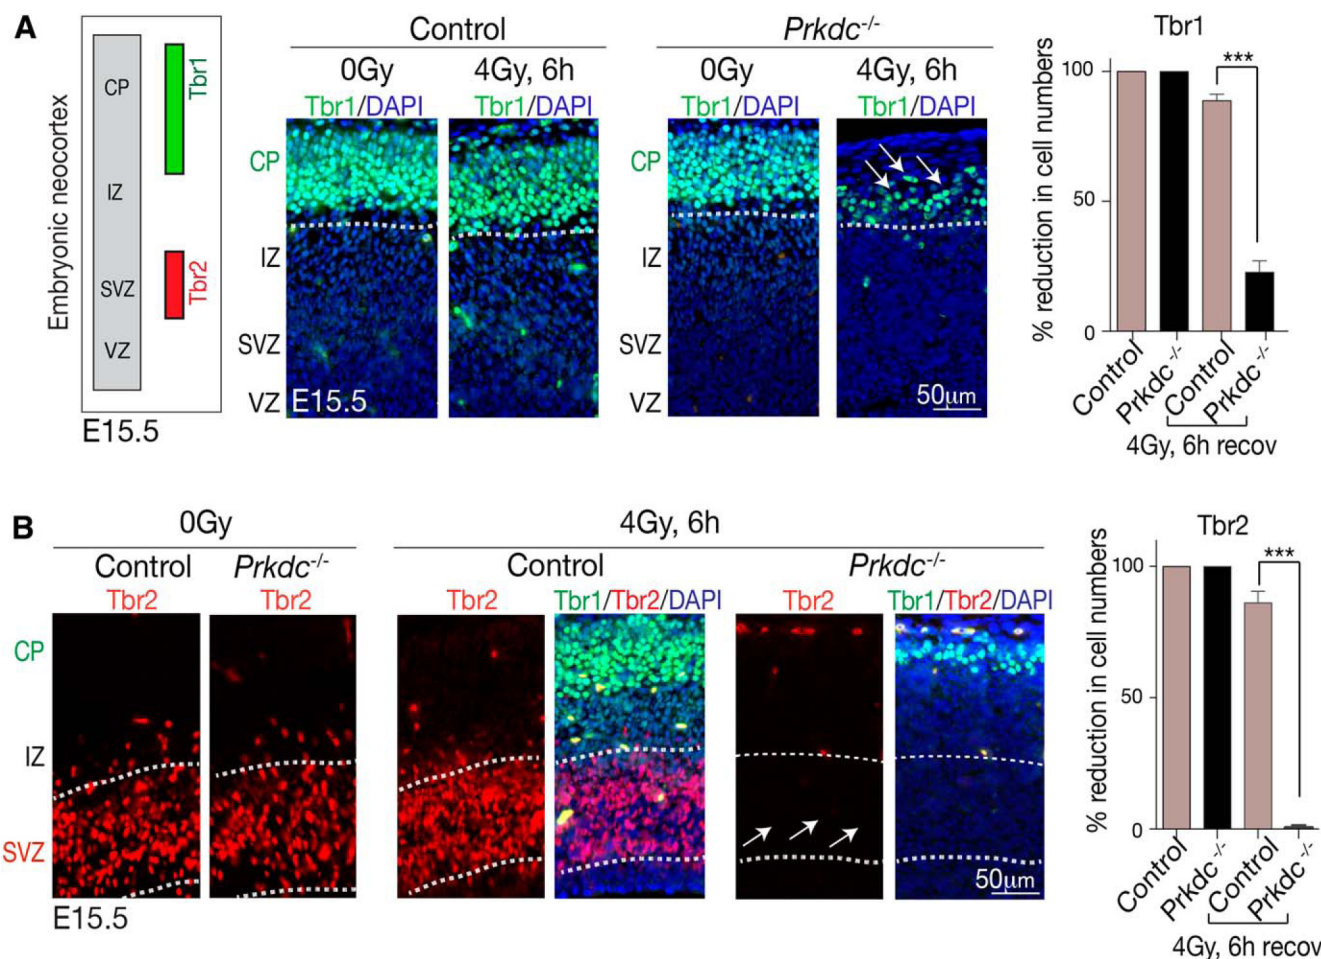 A
Embryonic neocortex
CP
IZ
SVZ
VZ
Tbr1
Tbr2
E15.5
Control
Prkdc-/-
0Gy
4Gy, 6h
0Gy
4Gy, 6h
Tbr1/DAPI
Tbr1/DAPI
Tbr1/DAPI
Tbr1/DAPI
CP
IZ
SVZ
VZ
E15.5
CP
IZ
SVZ
VZ
50µm
Tbr1
% reduction in cell numbers
100
50
0
***
Control
Prkdc-/-
Control
Prkdc-/-
4Gy, 6h recov
B
0Gy
4Gy, 6h
Control
Prkdc-/-
Control
Prkdc-/-
Tbr2
Tbr2
Tbr2
Tbr1/Tbr2/DAPI
Tbr2
Tbr1/Tbr2/DAPI
CP
IZ
SVZ
E15.5
50µm
Tbr2
% reduction in cell numbers
100
50
0
***
Control
Prkdc-/-
Control
Prkdc-/-
4Gy, 6h recov